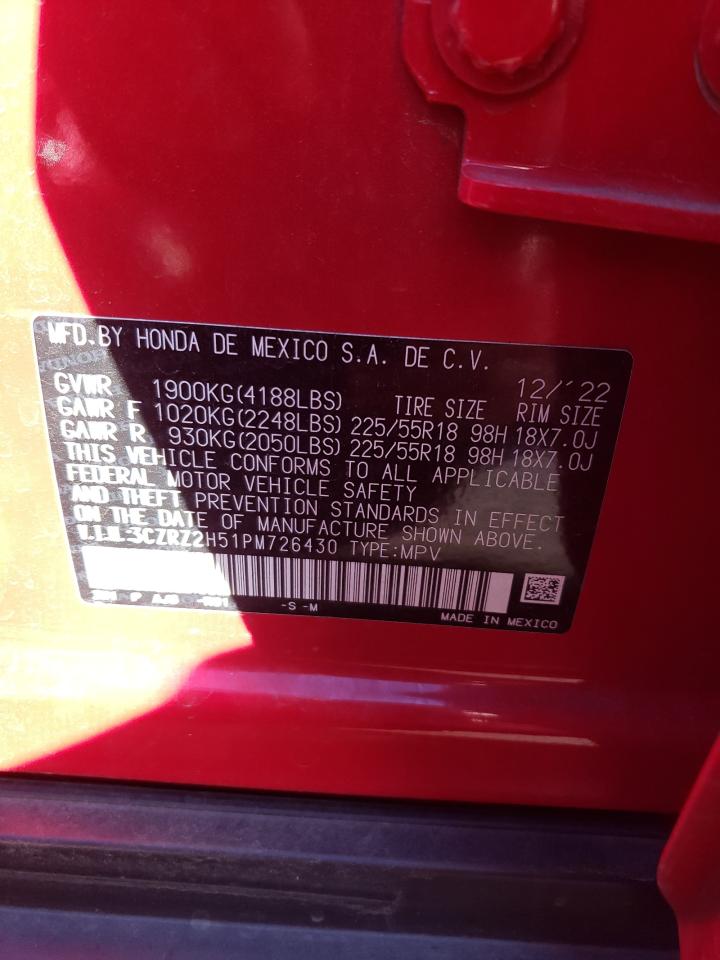 MFD.BY HONDA DE MEXICO S.A. DE C.V.
12/'22
GVWR 1900KG(4188LBS) TIRE SIZE RIM SIZE
GAWR F 1020KG(2248LBS) 225/55R18 98H 18X7.0J
GAWR R 930KG(2050LBS) 225/55R18 98H 18X7.0J
THIS VEHICLE CONFORMS TO ALL APPLICABLE
FEDERAL MOTOR VEHICLE SAFETY
AND THEFT PREVENTION STANDARDS IN EFFECT
ON THE DATE OF MANUFACTURE SHOWN ABOVE.
V.I.N. 3CZRZ2H51PM726430 TYPE:MPV
-S -M
MADE IN MEXICO